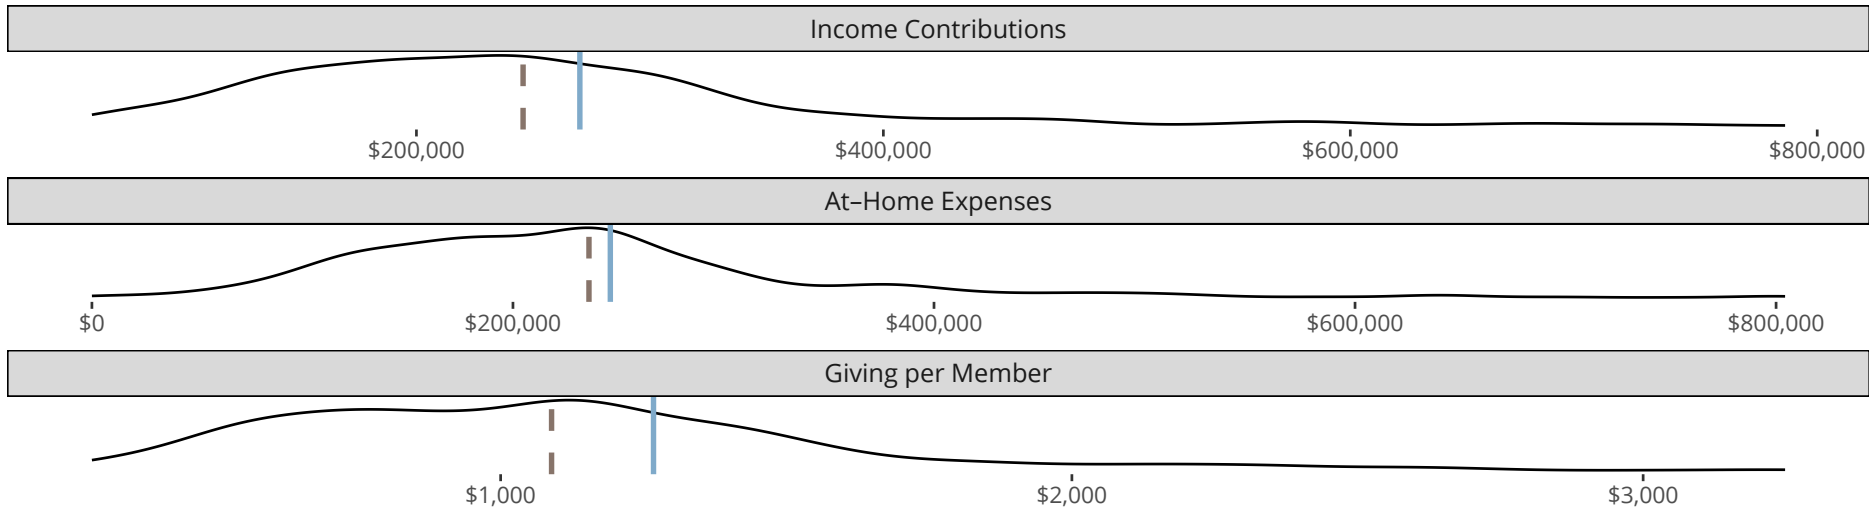 Income Contributions
$200,000 $400,000 $600,000 $800,000
At–Home Expenses
$0 $200,000 $400,000 $600,000 $800,000
Giving per Member
$1,000 $2,000 $3,000